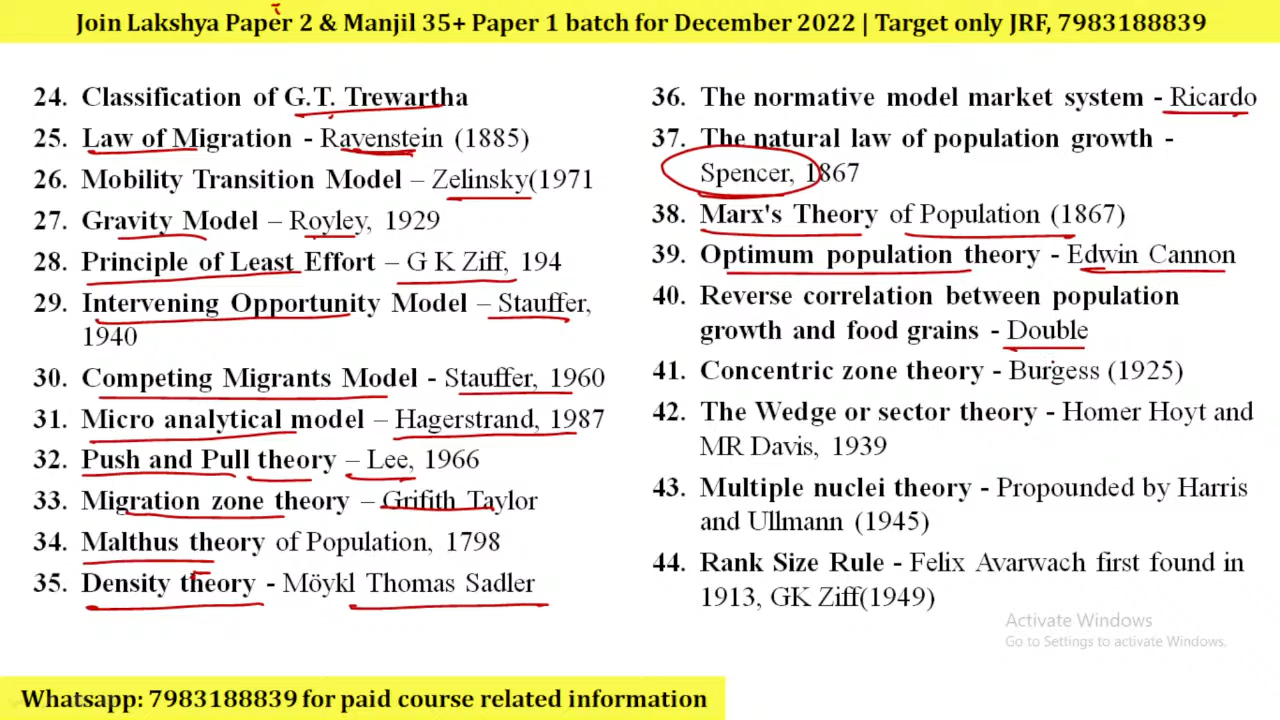 Join Lakshya Paper 2 & Manjil 35+ Paper 1 batch for December 2022 | Target only JRF, 7983188839
24. Classification of G.T. Trewartha
25. Law of Migration - Ravenstein (1885)
26. Mobility Transition Model – Zelinsky(1971
27. Gravity Model – Royley, 1929
28. Principle of Least Effort – G K Ziff, 194
29. Intervening Opportunity Model – Stauffer,
1940
30. Competing Migrants Model - Stauffer, 1960
31. Micro analytical model – Hagerstrand, 1987
32. Push and Pull theory – Lee, 1966
33. Migration zone theory – Grifith Taylor
34. Malthus theory of Population, 1798
35. Density theory - Möykl Thomas Sadler
36. The normative model market system - Ricardo
37. The natural law of population growth -
Spencer, 1867
38. Marx's Theory of Population (1867)
39. Optimum population theory - Edwin Cannon
40. Reverse correlation between population
growth and food grains - Double
41. Concentric zone theory - Burgess (1925)
42. The Wedge or sector theory - Homer Hoyt and
MR Davis, 1939
43. Multiple nuclei theory - Propounded by Harris
and Ullmann (1945)
44. Rank Size Rule - Felix Avarwach first found in
1913, GK Ziff(1949)
Activate Windows
Go to Settings to activate Windows.
Whatsapp: 7983188839 for paid course related information